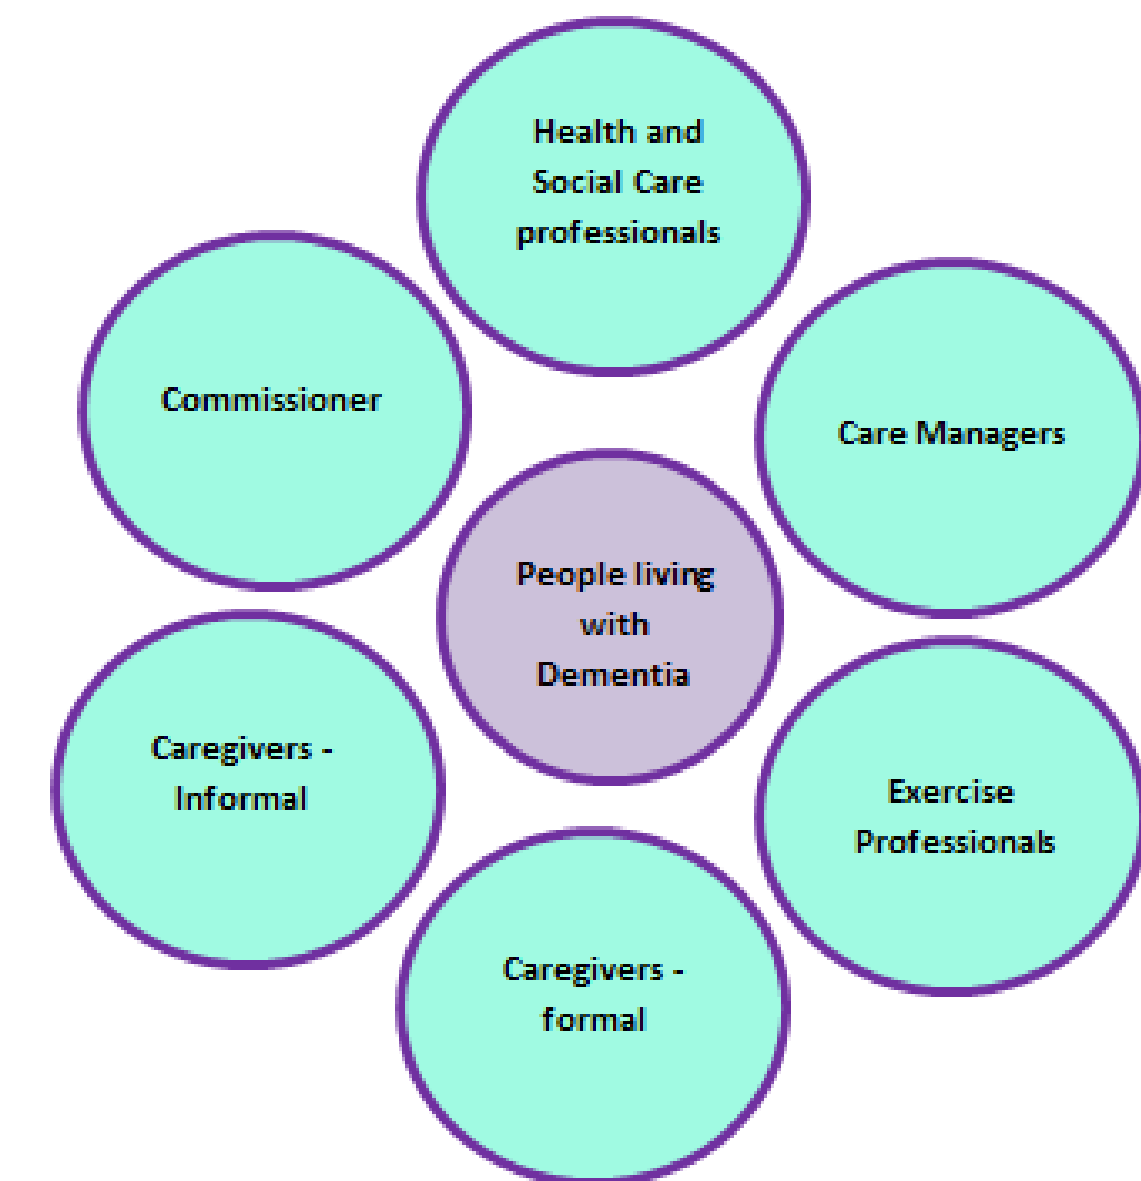 Health and
Social Care
professionals
Commissioner
Care Managers
People living
with
Dementia
Caregivers -
Informal
Exercise
Professionals
Caregivers -
formal